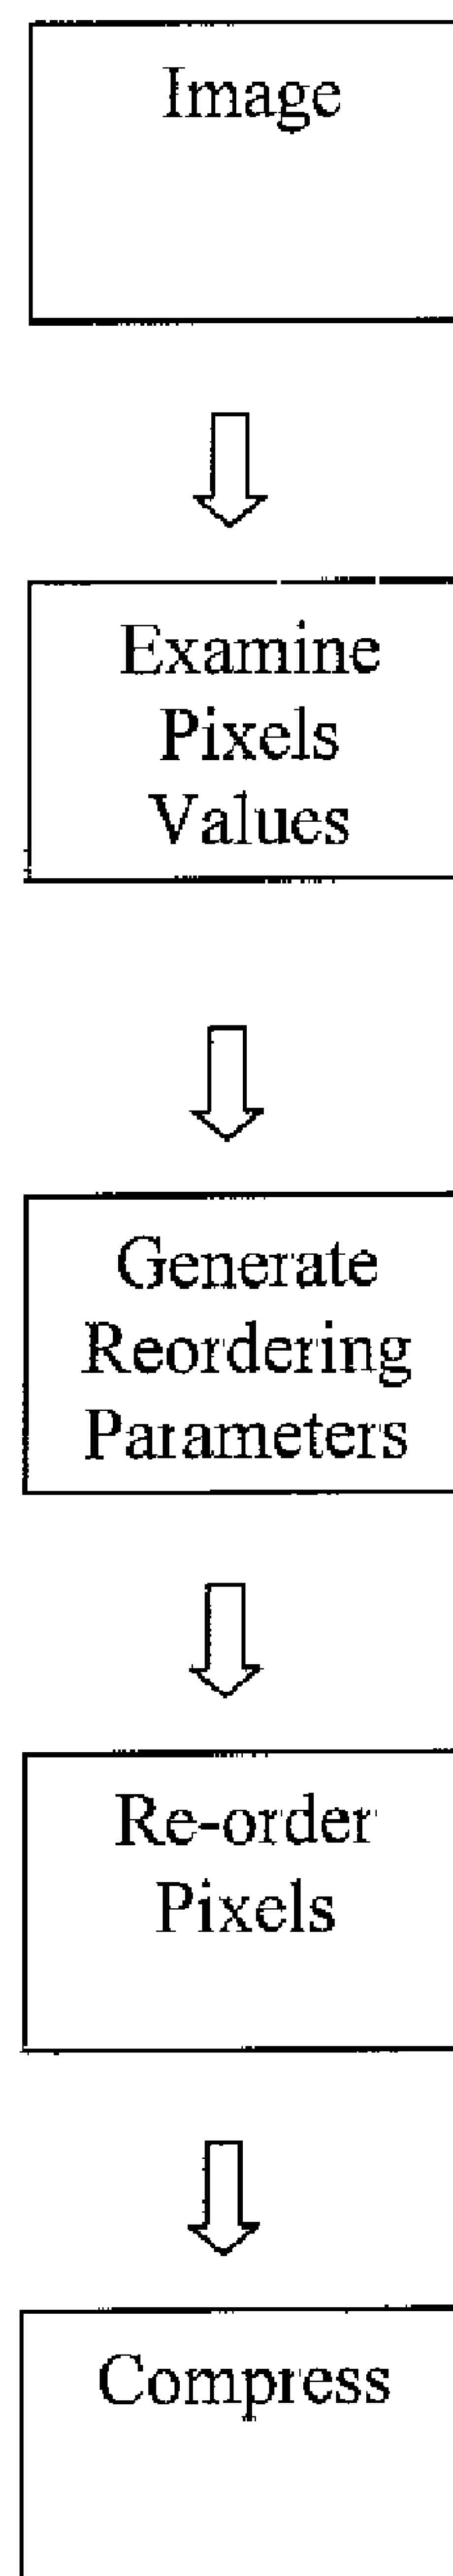 Image
Examine
Pixels
Values
Generate
Reordering
Parameters
Re-order
Pixels
Compress